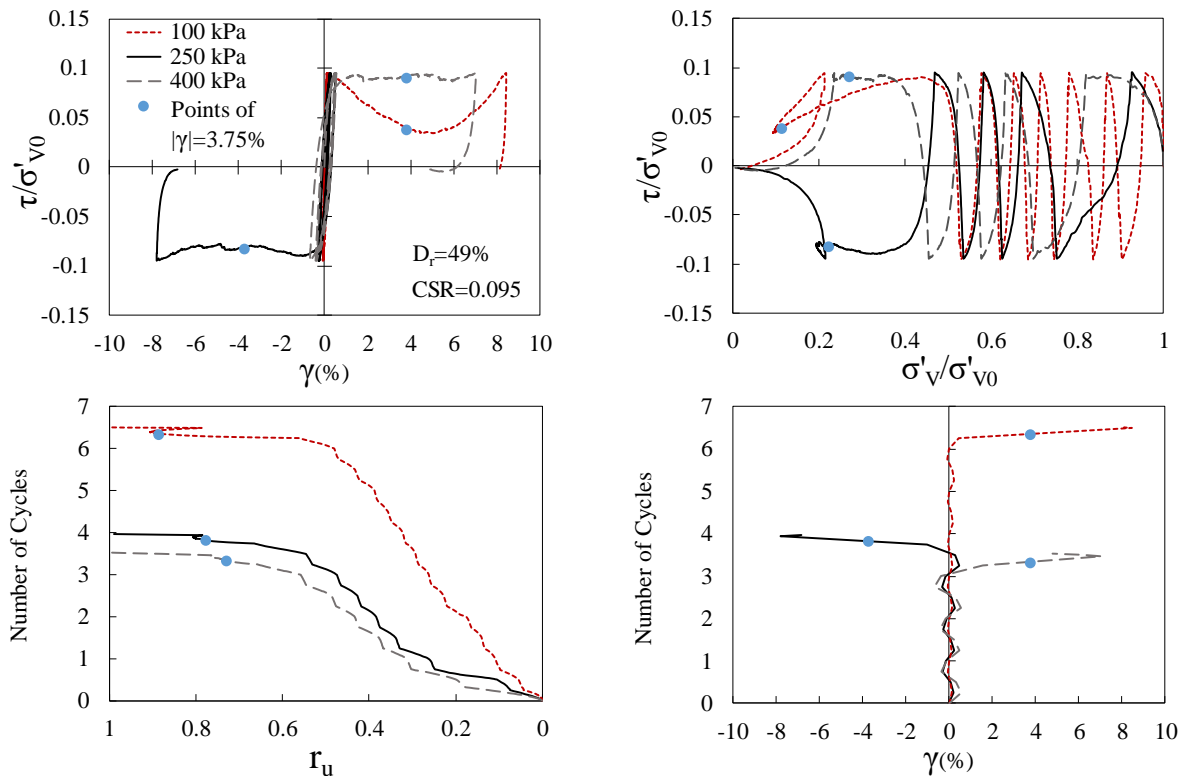 0.15
0.1
0.05
0
-0.05
-0.1
-0.15
τ/σ'V0
100 kPa
250 kPa
400 kPa
Points of
|γ|=3.75%
Dr=49%
CSR=0.095
-10 -8 -6 -4 -2 0 2 4 6 8 10
γ(%)
0.15
0.1
0.05
0
-0.05
-0.1
-0.15
τ/σ'V0
0 0.2 0.4 0.6 0.8 1
σ'V/σ'V0
7
6
5
4
3
2
1
0
Number of Cycles
1 0.8 0.6 0.4 0.2 0
ru
7
6
5
4
3
2
1
0
Number of Cycles
-10 -8 -6 -4 -2 0 2 4 6 8 10
γ(%)